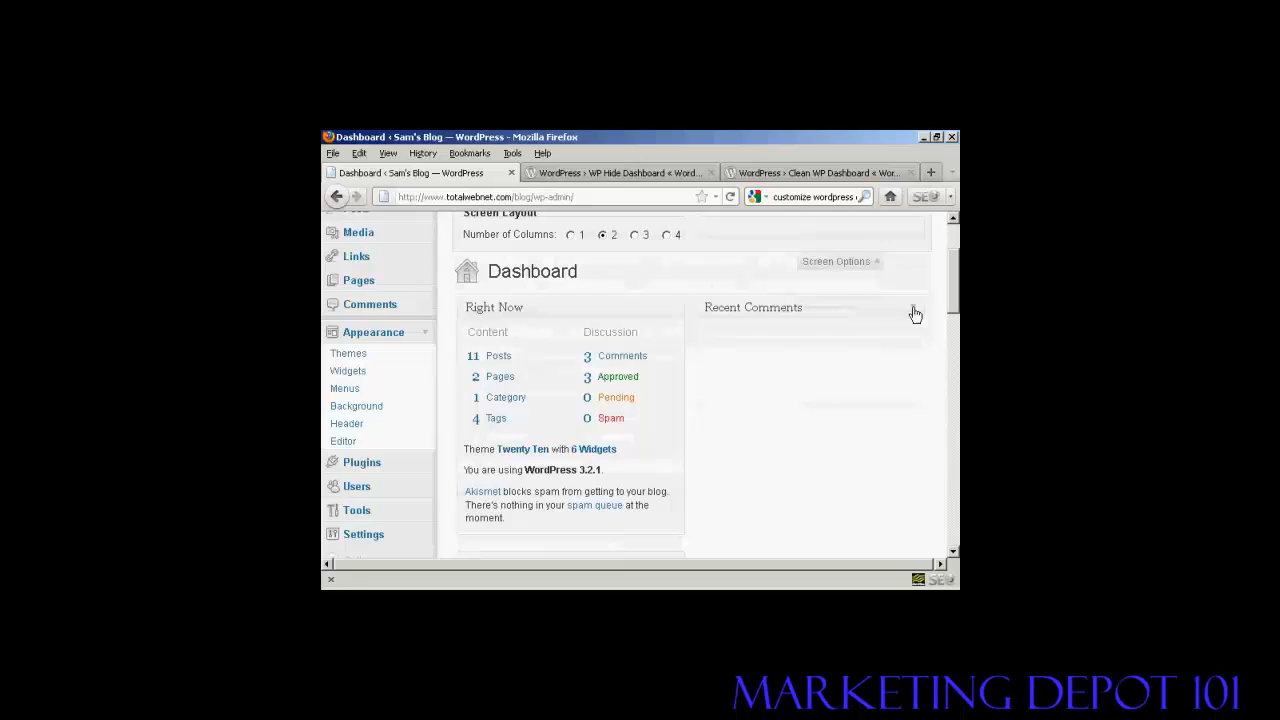 Dashboard ‹ Sam's Blog — WordPress - Mozilla Firefox
File Edit View History Bookmarks Tools Help
Dashboard ‹ Sam's Blog — WordPress
WordPress › WP Hide Dashboard « Word...
WordPress › Clean WP Dashboard « Wor...
http://www.totalwebnet.com/blog/wp-admin/
customize wordpress
SEO
Media
Links
Pages
Comments
Appearance
Themes
Widgets
Menus
Background
Header
Editor
Plugins
Users
Tools
Settings
Screen Layout
Number of Columns: 1 2 3 4
Screen Options
Dashboard
Right Now
Content Discussion
11 Posts 3 Comments
2 Pages 3 Approved
1 Category 0 Pending
4 Tags 0 Spam
Theme Twenty Ten with 6 Widgets
You are using WordPress 3.2.1.
Akismet blocks spam from getting to your blog.
There's nothing in your spam queue at the
moment.
Recent Comments
SEO
MARKETING DEPOT 101